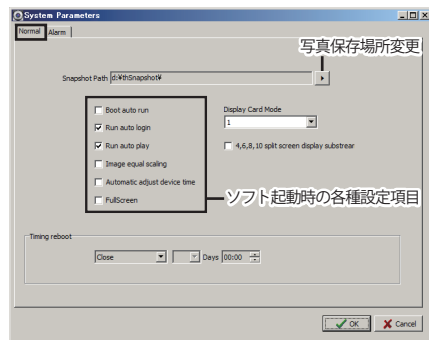 System Parameters
Normal Alarm
写真保存場所変更
Snapshot Path d:¥thSnapshot¥
Boot auto run
Display Card Mode
Run auto login
1
Run auto play
4,6,8,10 split screen display substrear
Image equal scaling
Automatic adjust device time
FullScreen
ソフト起動時の各種設定項目
Timing reboot
Close Days 00:00
OK Cancel